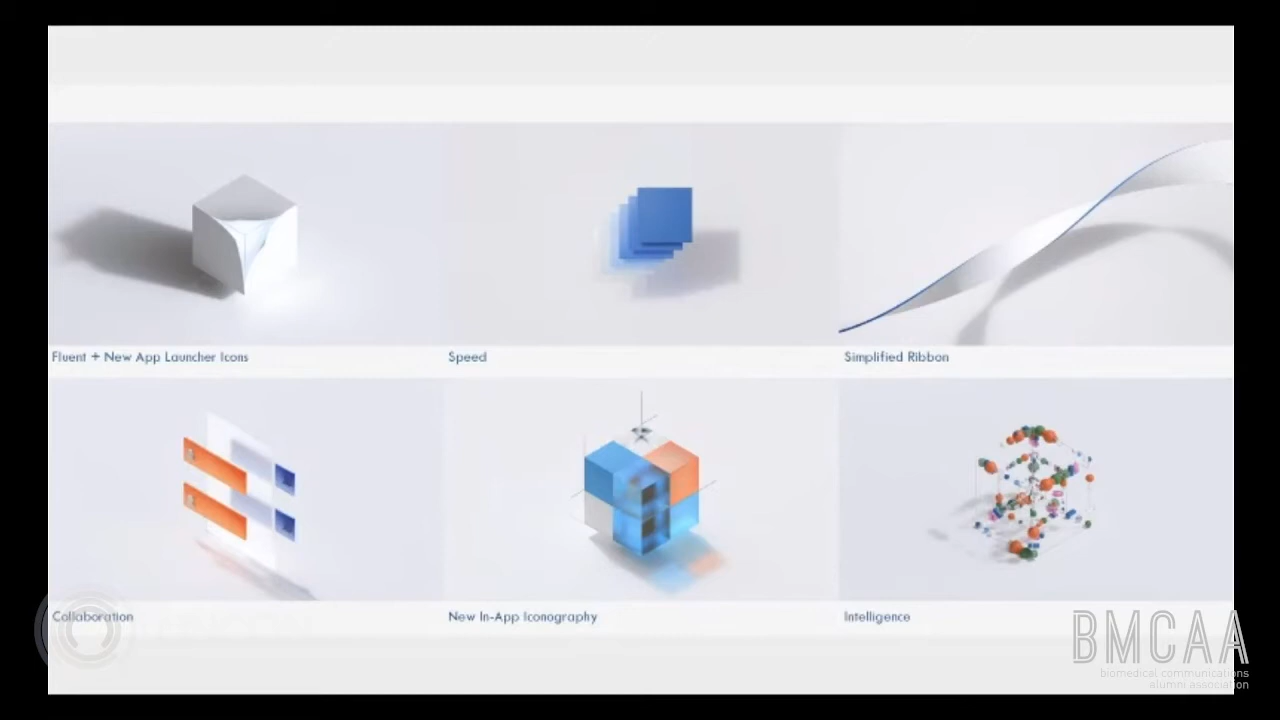 Fluent + New App Launcher Icons
Speed
Simplified Ribbon
Collaboration
New In-App Iconography
Intelligence
BMCAA
biomedical communications
alumni association